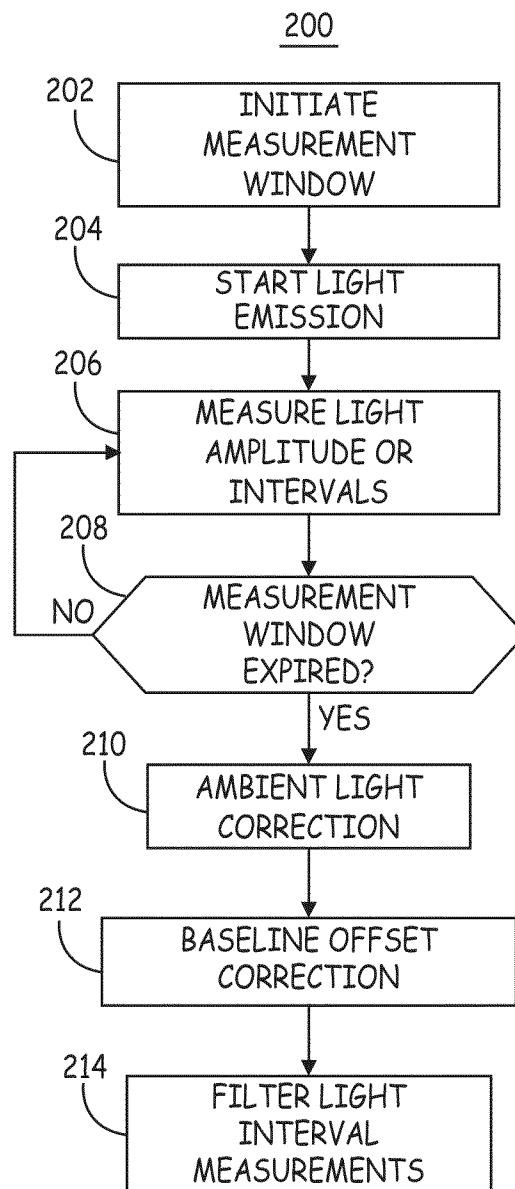 200
202
INITIATE
MEASUREMENT
WINDOW
204
START LIGHT
EMISSION
206
MEASURE LIGHT
AMPLITUDE OR
INTERVALS
208
NO
MEASUREMENT
WINDOW
EXPIRED?
YES
210
AMBIENT LIGHT
CORRECTION
212
BASELINE OFFSET
CORRECTION
214
FILTER LIGHT
INTERVAL
MEASUREMENTS